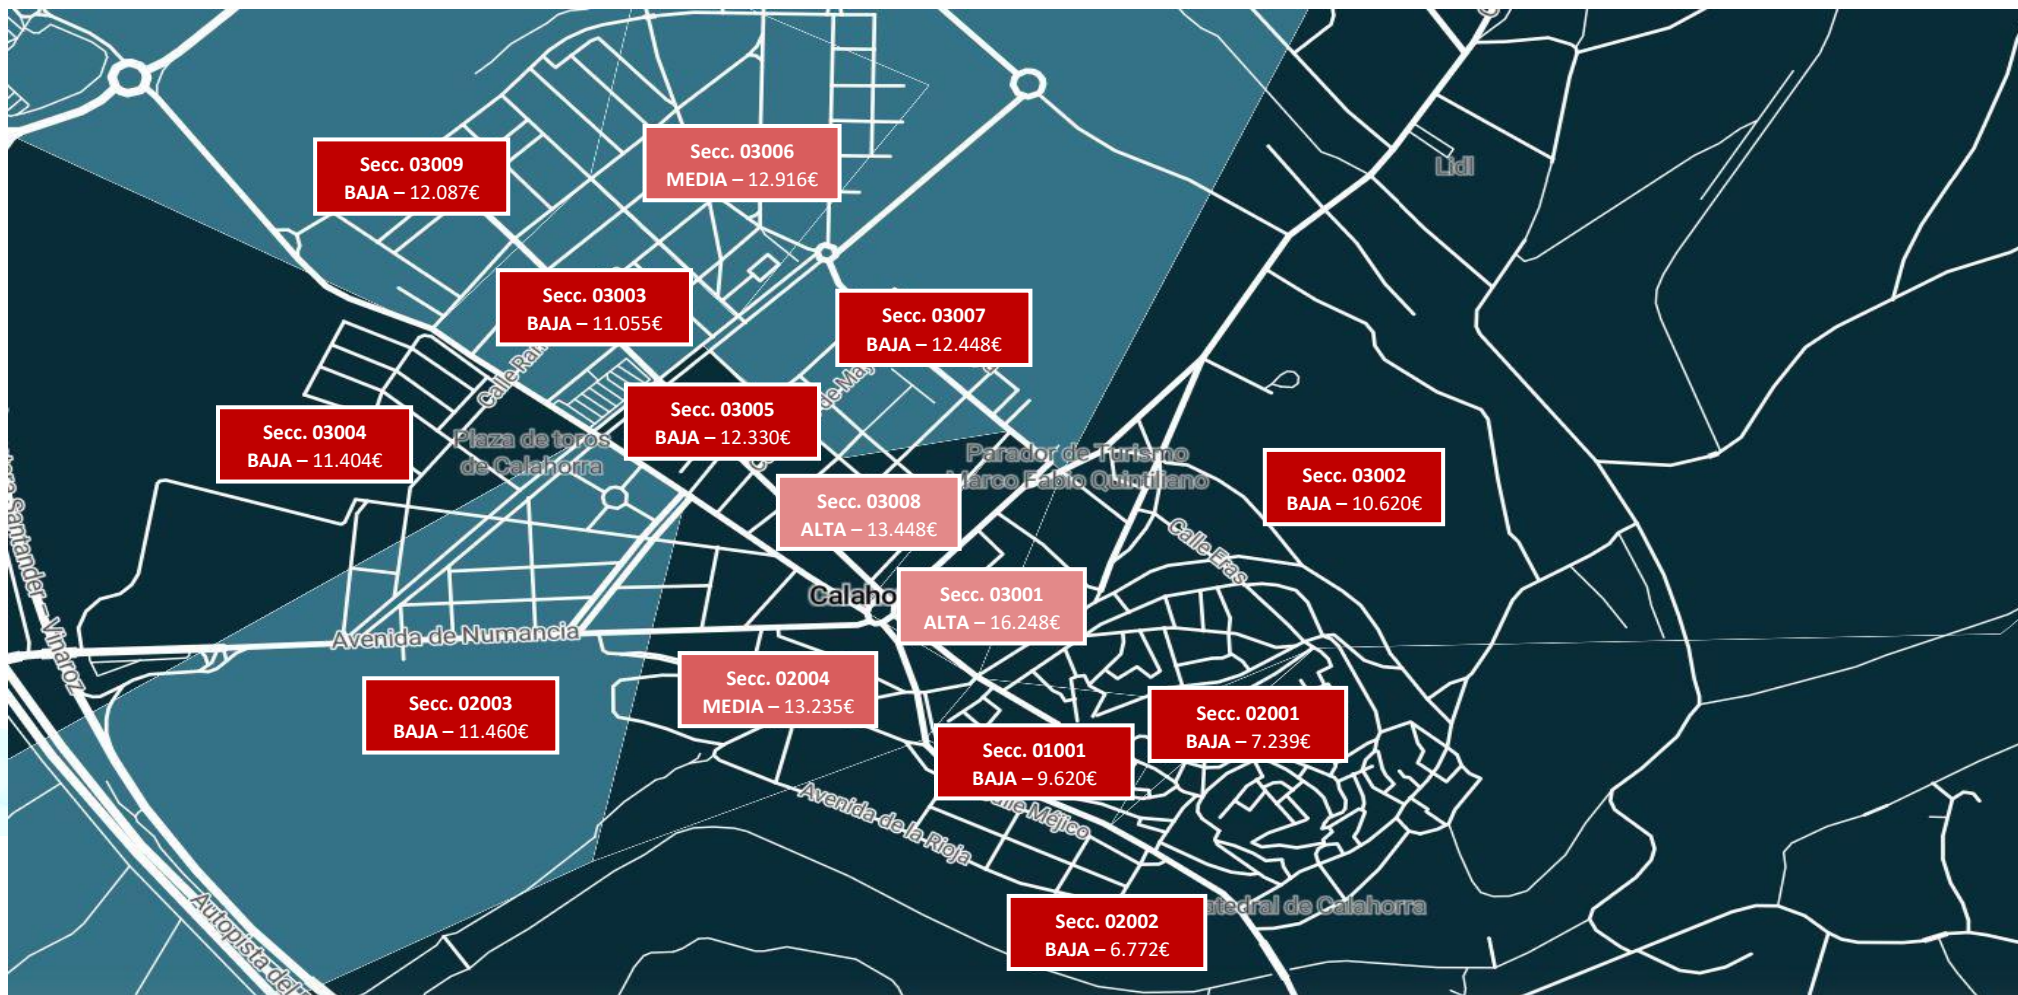 Lidl
Secc. 03009
BAJA – 12.087€
Secc. 03006
MEDIA – 12.916€
Secc. 03003
BAJA – 11.055€
Secc. 03007
BAJA – 12.448€
Secc. 03005
BAJA – 12.330€
Secc. 03004
BAJA – 11.404€
Plaza de toros
de Calahorra
Parador de Turismo
Marco Fabio Quintiliano
Secc. 03002
BAJA – 10.620€
Secc. 03008
ALTA – 13.448€
Calle Eras
Calaho
Secc. 03001
ALTA – 16.248€
Avenida de Numancia
Santander – Vinaroz
Secc. 02004
MEDIA – 13.235€
Secc. 02003
BAJA – 11.460€
Secc. 02001
BAJA – 7.239€
Secc. 01001
BAJA – 9.620€
Méjico
Avenida de la Rioja
Autopista del
Secc. 02002
BAJA – 6.772€
atedral de Calahorra